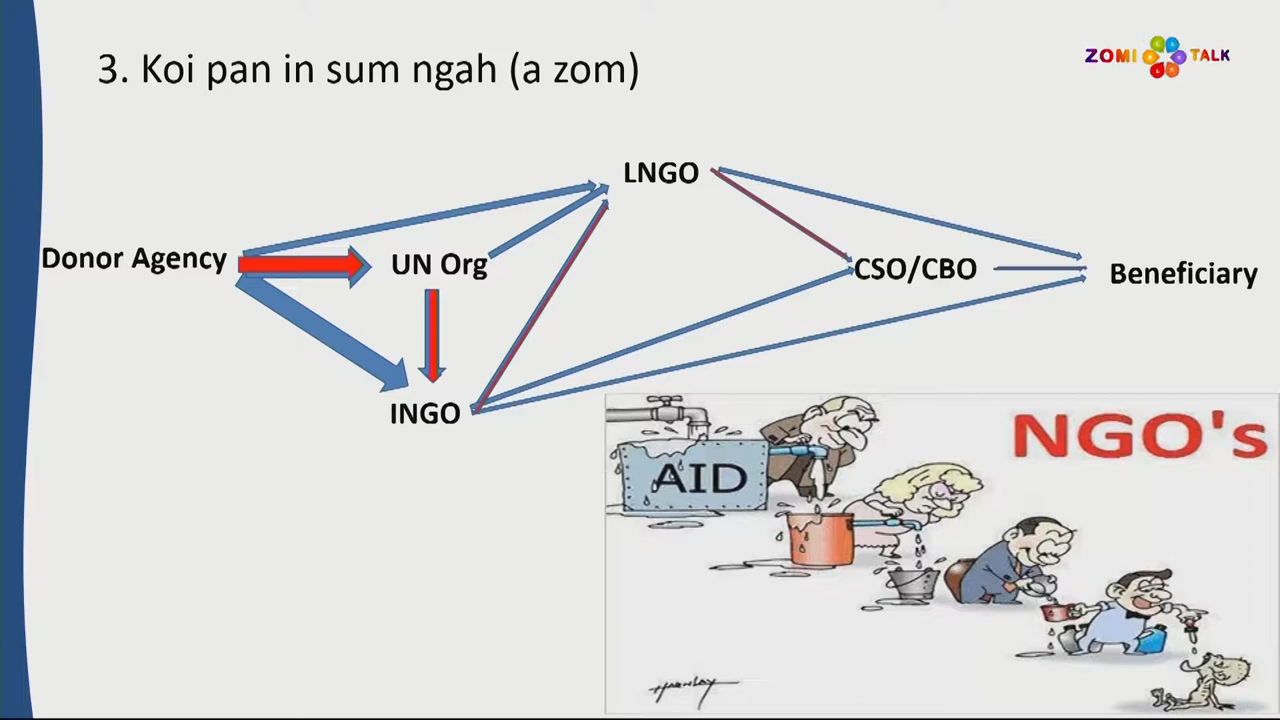 3. Koi pan in sum ngah (a zom)
ZOMI TALK
LNGO
Donor Agency
UN Org
CSO/CBO
Beneficiary
INGO
NGO's
AID